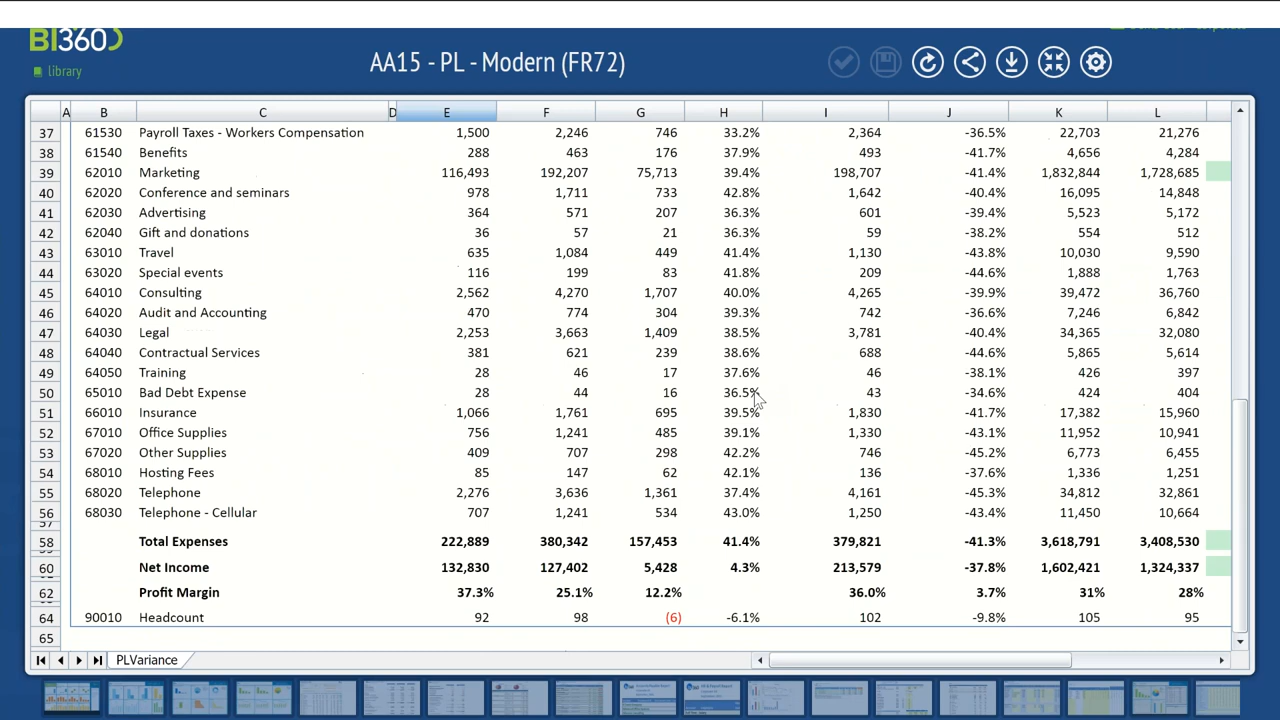 BI360
AA15 - PL - Modern (FR72)
library
A B C D E F G H I J K L
37 61530 Payroll Taxes - Workers Compensation 1,500 2,246 746 33.2% 2,364 -36.5% 22,703 21,276
38 61540 Benefits 288 463 176 37.9% 493 -41.7% 4,656 4,284
39 62010 Marketing 116,493 192,207 75,713 39.4% 198,707 -41.4% 1,832,844 1,728,685
40 62020 Conference and seminars 978 1,711 733 42.8% 1,642 -40.4% 16,095 14,848
41 62030 Advertising 364 571 207 36.3% 601 -39.4% 5,523 5,172
42 62040 Gift and donations 36 57 21 36.3% 59 -38.2% 554 512
43 63010 Travel 635 1,084 449 41.4% 1,130 -43.8% 10,030 9,590
44 63020 Special events 116 199 83 41.8% 209 -44.6% 1,888 1,763
45 64010 Consulting 2,562 4,270 1,707 40.0% 4,265 -39.9% 39,472 36,760
46 64020 Audit and Accounting 470 774 304 39.3% 742 -36.6% 7,246 6,842
47 64030 Legal 2,253 3,663 1,409 38.5% 3,781 -40.4% 34,365 32,080
48 64040 Contractual Services 381 621 239 38.6% 688 -44.6% 5,865 5,614
49 64050 Training 28 46 17 37.6% 46 -38.1% 426 397
50 65010 Bad Debt Expense 28 44 16 36.5% 43 -34.6% 424 404
51 66010 Insurance 1,066 1,761 695 39.5% 1,830 -41.7% 17,382 15,960
52 67010 Office Supplies 756 1,241 485 39.1% 1,330 -43.1% 11,952 10,941
53 67020 Other Supplies 409 707 298 42.2% 746 -45.2% 6,773 6,455
54 68010 Hosting Fees 85 147 62 42.1% 136 -37.6% 1,336 1,251
55 68020 Telephone 2,276 3,636 1,361 37.4% 4,161 -45.3% 34,812 32,861
56 68030 Telephone - Cellular 707 1,241 534 43.0% 1,250 -43.4% 11,450 10,664
57
58 Total Expenses 222,889 380,342 157,453 41.4% 379,821 -41.3% 3,618,791 3,408,530
60 Net Income 132,830 127,402 5,428 4.3% 213,579 -37.8% 1,602,421 1,324,337
62 Profit Margin 37.3% 25.1% 12.2% 36.0% 3.7% 31% 28%
64 90010 Headcount 92 98 (6) -6.1% 102 -9.8% 105 95
65
PLVariance